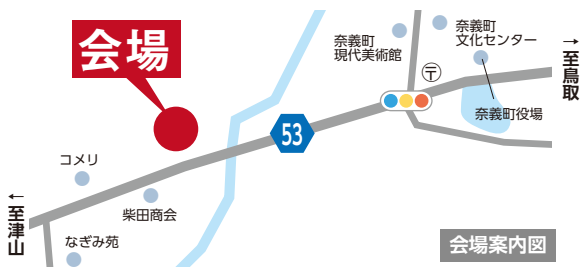 会場
奈義町
現代美術館
奈義町
文化センター
〒
→至鳥取
奈義町役場
53
コメリ
柴田商会
←至津山
なぎみ苑
会場案内図